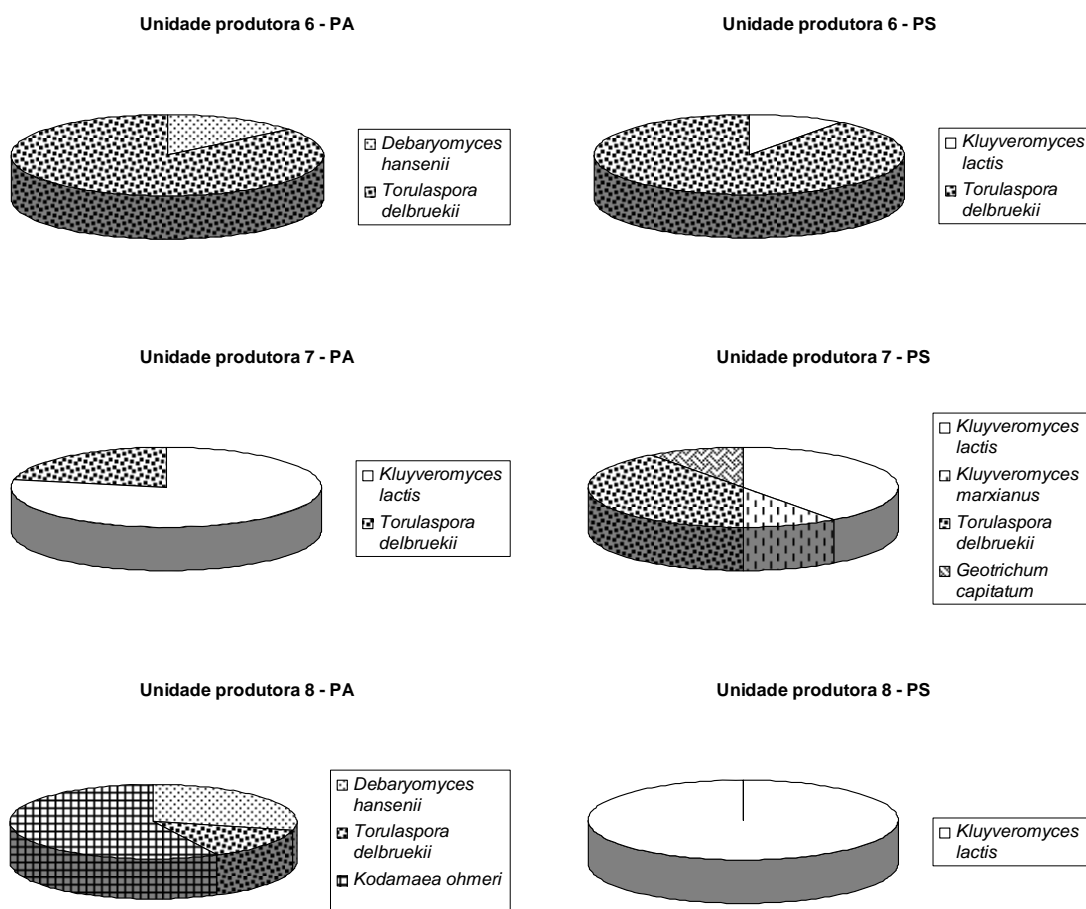 Unidade produtora 6 - PA
Debaryomyces
hansenii
Torulaspora
delbruekii
Unidade produtora 6 - PS
Kluyveromyces
lactis
Torulaspora
delbruekii
Unidade produtora 7 - PA
Kluyveromyces
lactis
Torulaspora
delbruekii
Unidade produtora 7 - PS
Kluyveromyces
lactis
Kluyveromyces
marxianus
Torulaspora
delbruekii
Geotrichum
capitatum
Unidade produtora 8 - PA
Debaryomyces
hansenii
Torulaspora
delbruekii
Kodamaea ohmeri
Unidade produtora 8 - PS
Kluyveromyces
lactis